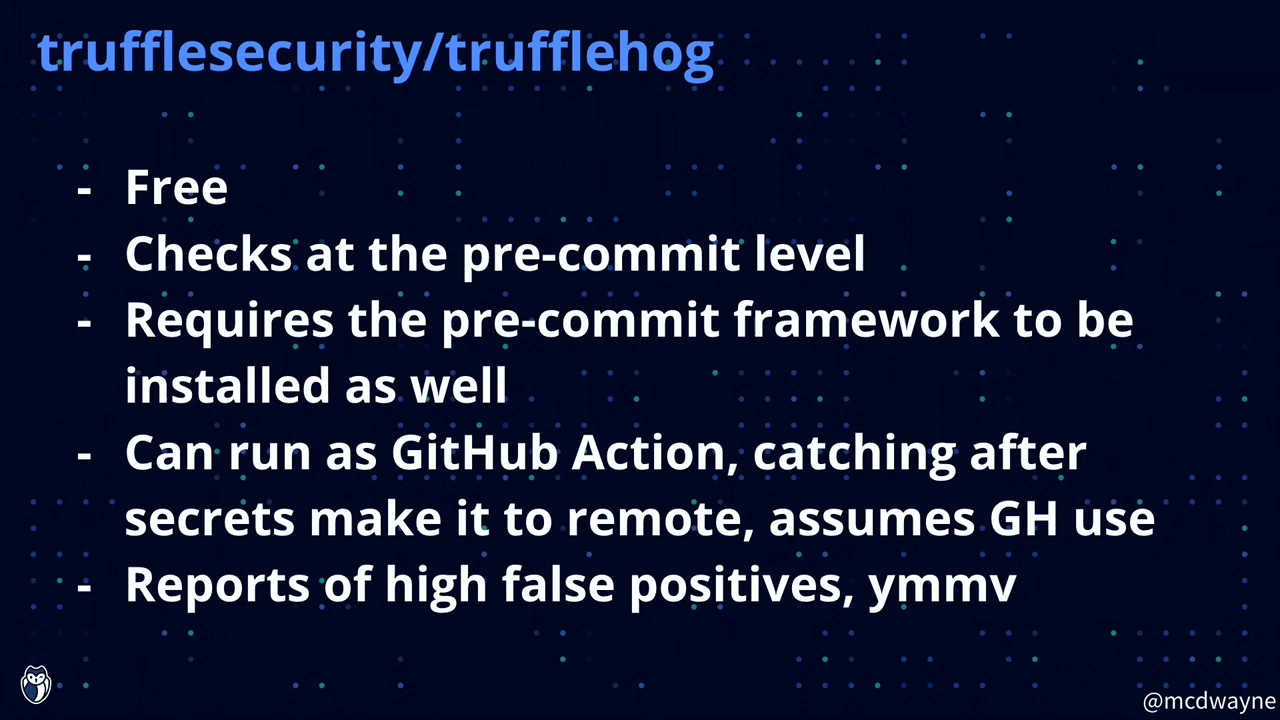 trufflesecurity/trufflehog
- Free
- Checks at the pre-commit level
- Requires the pre-commit framework to be
installed as well
- Can run as GitHub Action, catching after
secrets make it to remote, assumes GH use
- Reports of high false positives, ymmv
@mcdwayne